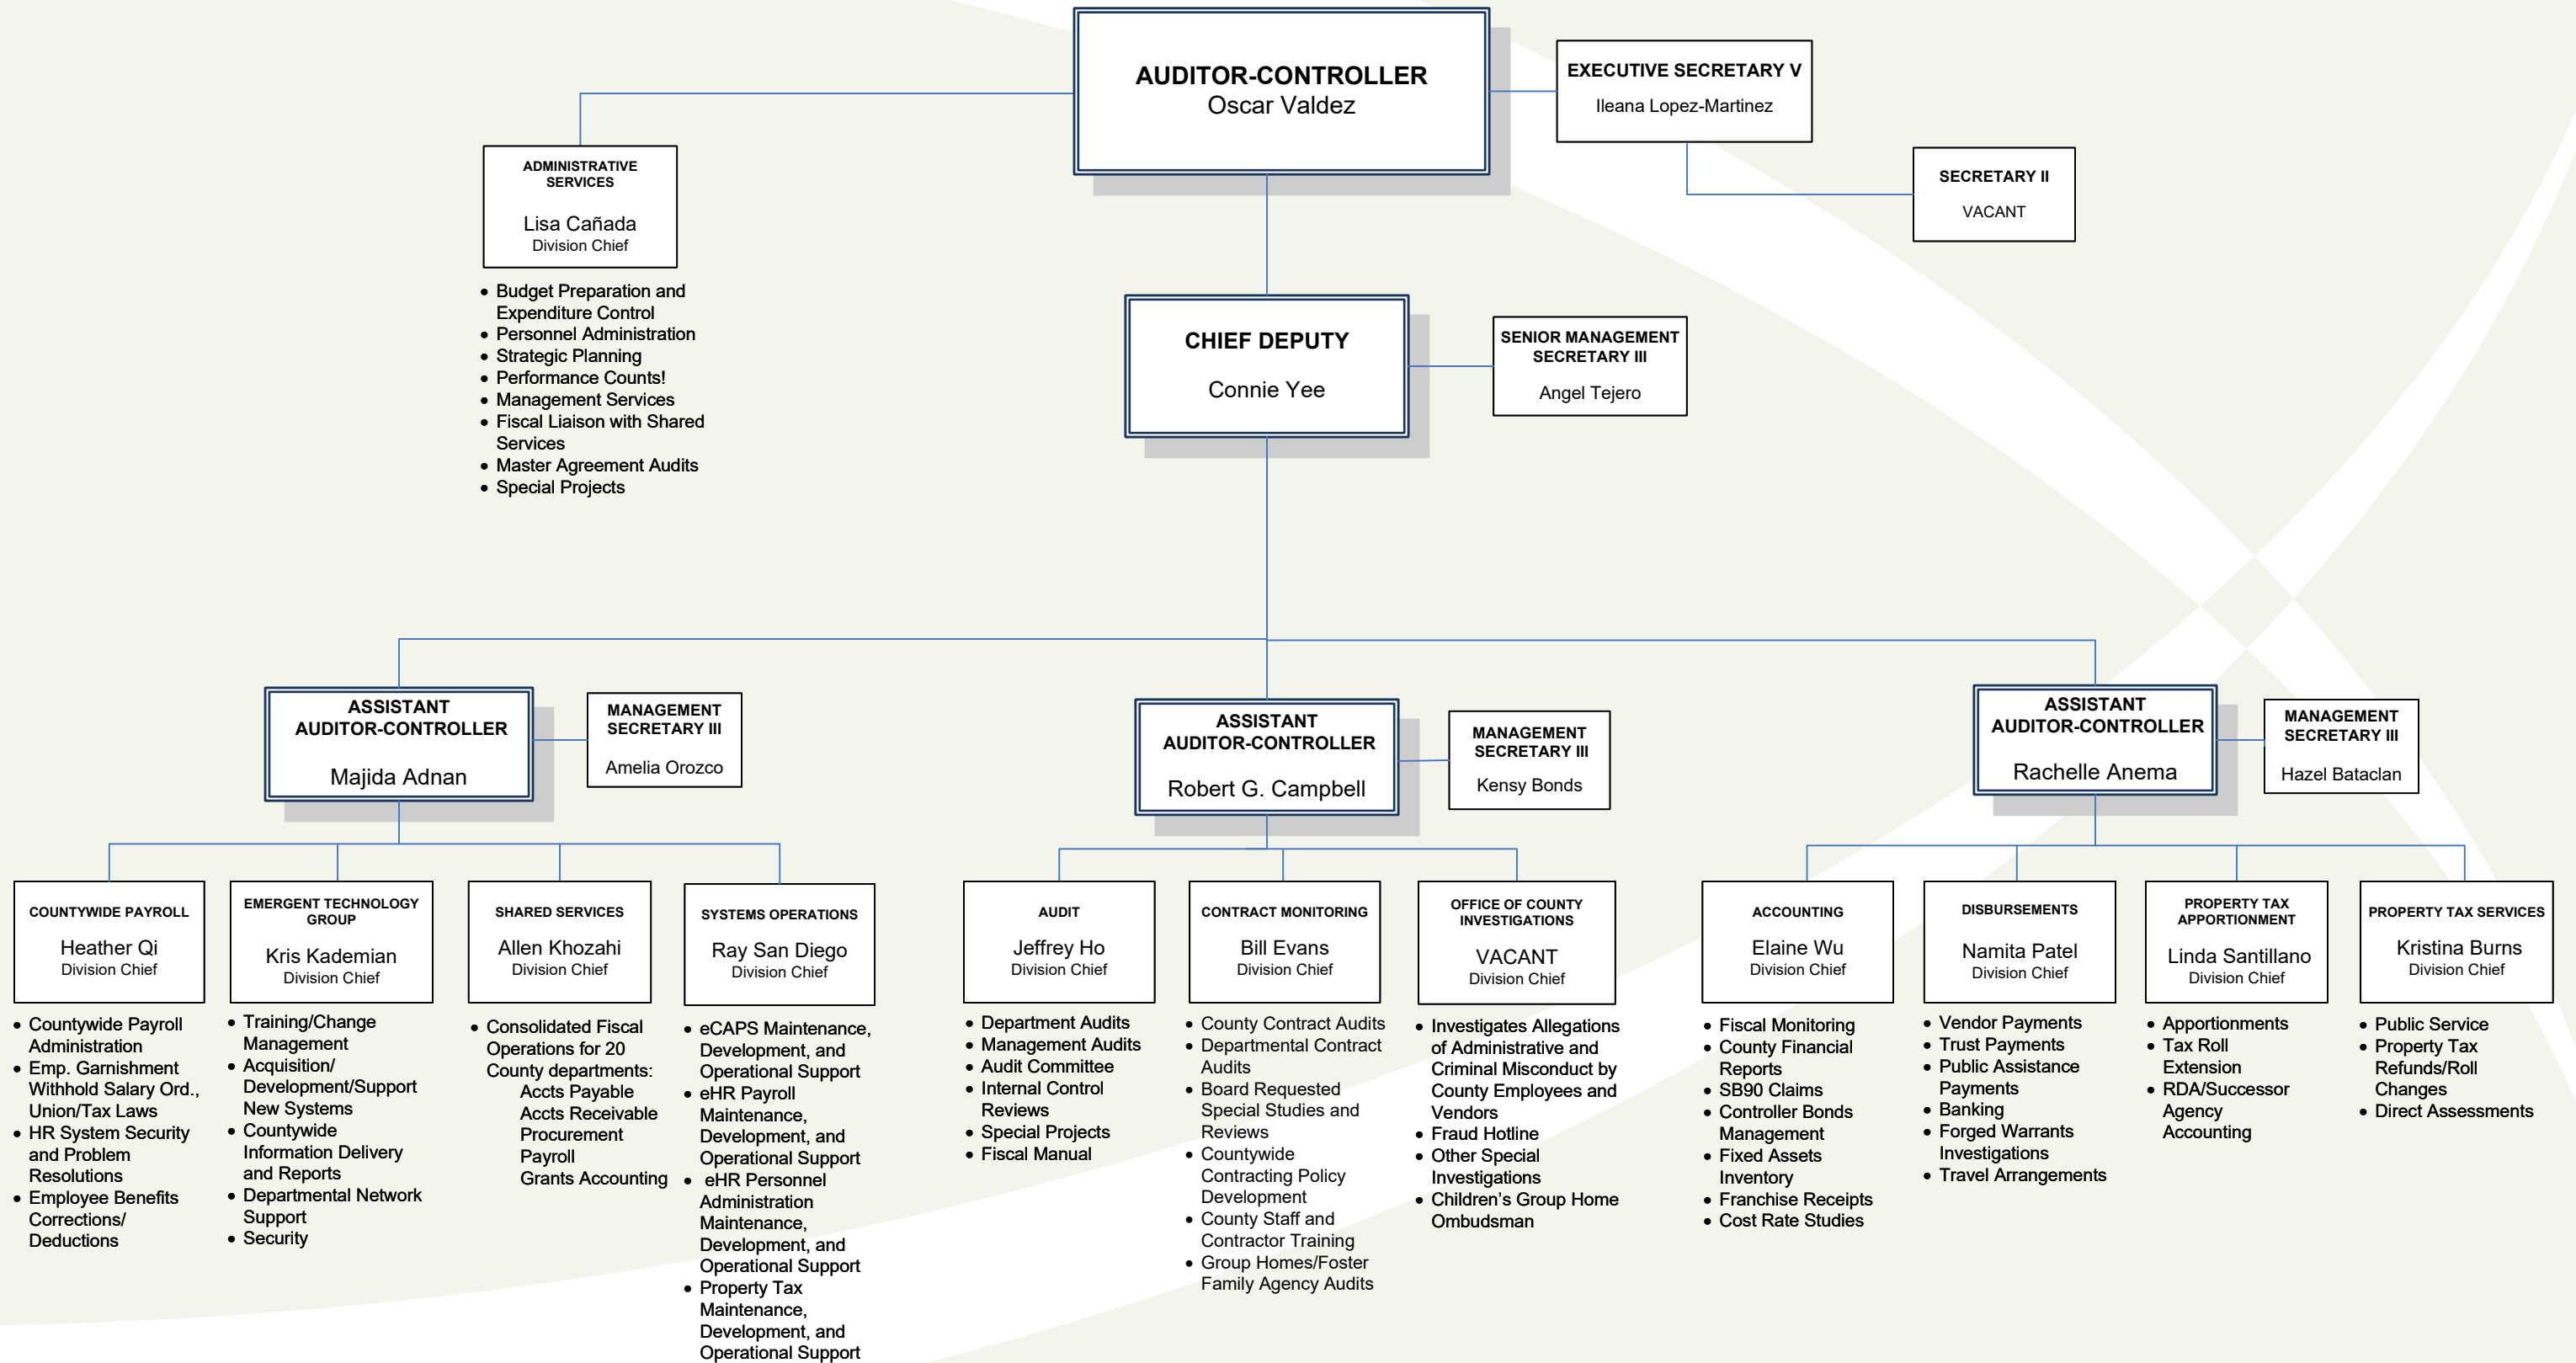 AUDITOR-CONTROLLER
Oscar Valdez
EXECUTIVE SECRETARY V
Ileana Lopez-Martinez
SECRETARY II
VACANT
ADMINISTRATIVE
SERVICES
Lisa Cañada
Division Chief
• Budget Preparation and
Expenditure Control
• Personnel Administration
• Strategic Planning
• Performance Counts!
• Management Services
• Fiscal Liaison with Shared
Services
• Master Agreement Audits
• Special Projects
CHIEF DEPUTY
Connie Yee
SENIOR MANAGEMENT
SECRETARY III
Angel Tejero
ASSISTANT
AUDITOR-CONTROLLER
Majida Adnan
MANAGEMENT
SECRETARY III
Amelia Orozco
ASSISTANT
AUDITOR-CONTROLLER
Robert G. Campbell
MANAGEMENT
SECRETARY III
Kensy Bonds
ASSISTANT
AUDITOR-CONTROLLER
Rachelle Anema
MANAGEMENT
SECRETARY III
Hazel Bataclan
COUNTYWIDE PAYROLL
Heather Qi
Division Chief
• Countywide Payroll
Administration
• Emp. Garnishment
Withhold Salary Ord.,
Union/Tax Laws
• HR System Security
and Problem
Resolutions
• Employee Benefits
Corrections/
Deductions
EMERGENT TECHNOLOGY
GROUP
Kris Kademian
Division Chief
• Training/Change
Management
• Acquisition/
Development/Support
New Systems
• Countywide
Information Delivery
and Reports
• Departmental Network
Support
• Security
SHARED SERVICES
Allen Khozahi
Division Chief
• Consolidated Fiscal
Operations for 20
County departments:
Accts Payable
Accts Receivable
Procurement
Payroll
Grants Accounting
SYSTEMS OPERATIONS
Ray San Diego
Division Chief
• eCAPS Maintenance,
Development, and
Operational Support
• eHR Payroll
Maintenance,
Development, and
Operational Support
• eHR Personnel
Administration
Maintenance,
Development, and
Operational Support
• Property Tax
Maintenance,
Development, and
Operational Support
AUDIT
Jeffrey Ho
Division Chief
• Department Audits
• Management Audits
• Audit Committee
• Internal Control
Reviews
• Special Projects
• Fiscal Manual
CONTRACT MONITORING
Bill Evans
Division Chief
• County Contract Audits
• Departmental Contract
Audits
• Board Requested
Special Studies and
Reviews
• Countywide
Contracting Policy
Development
• County Staff and
Contractor Training
• Group Homes/Foster
Family Agency Audits
OFFICE OF COUNTY
INVESTIGATIONS
VACANT
Division Chief
• Investigates Allegations
of Administrative and
Criminal Misconduct by
County Employees and
Vendors
• Fraud Hotline
• Other Special
Investigations
• Children’s Group Home
Ombudsman
ACCOUNTING
Elaine Wu
Division Chief
• Fiscal Monitoring
• County Financial
Reports
• SB90 Claims
• Controller Bonds
Management
• Fixed Assets
Inventory
• Franchise Receipts
• Cost Rate Studies
DISBURSEMENTS
Namita Patel
Division Chief
• Vendor Payments
• Trust Payments
• Public Assistance
Payments
• Banking
• Forged Warrants
Investigations
• Travel Arrangements
PROPERTY TAX
APPORTIONMENT
Linda Santillano
Division Chief
• Apportionments
• Tax Roll
Extension
• RDA/Successor
Agency
Accounting
PROPERTY TAX SERVICES
Kristina Burns
Division Chief
• Public Service
• Property Tax
Refunds/Roll
Changes
• Direct Assessments